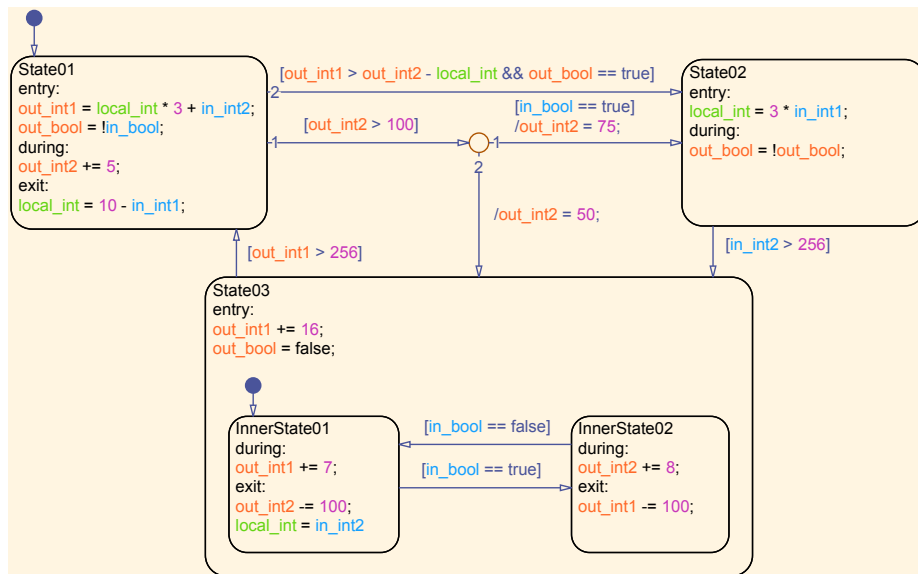 State01
entry:
out_int1 = local_int * 3 + in_int2;
out_bool = !in_bool;
during:
out_int2 += 5;
exit:
local_int = 10 - in_int1;
[out_int1 > out_int2 - local_int && out_bool == true]
2
[out_int2 > 100]
1
[in_bool == true]
/out_int2 = 75;
1
2
/out_int2 = 50;
State02
entry:
local_int = 3 * in_int1;
during:
out_bool = !out_bool;
[out_int1 > 256]
[in_int2 > 256]
State03
entry:
out_int1 += 16;
out_bool = false;
InnerState01
during:
out_int1 += 7;
exit:
out_int2 -= 100;
local_int = in_int2
[in_bool == false]
[in_bool == true]
InnerState02
during:
out_int2 += 8;
exit:
out_int1 -= 100;